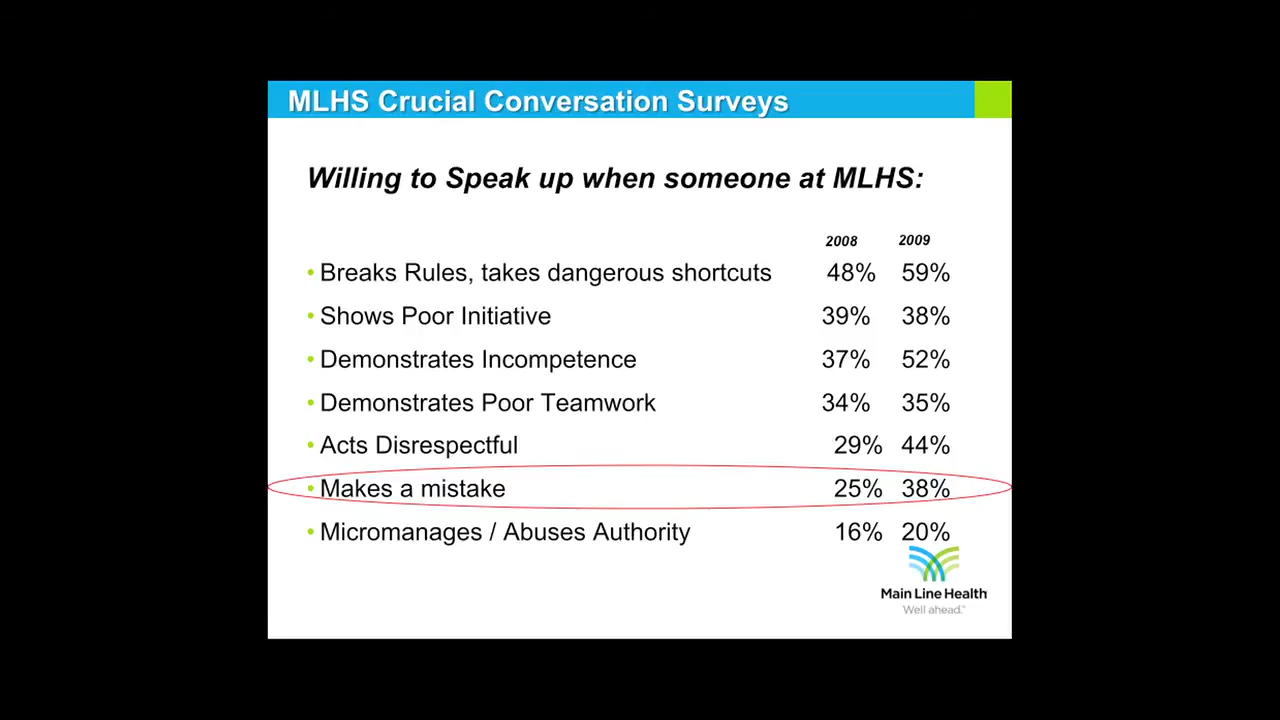 MLHS Crucial Conversation Surveys
Willing to Speak up when someone at MLHS:
2008 2009
• Breaks Rules, takes dangerous shortcuts 48% 59%
• Shows Poor Initiative 39% 38%
• Demonstrates Incompetence 37% 52%
• Demonstrates Poor Teamwork 34% 35%
• Acts Disrespectful 29% 44%
• Makes a mistake 25% 38%
• Micromanages / Abuses Authority 16% 20%
Main Line Health
Well ahead.™